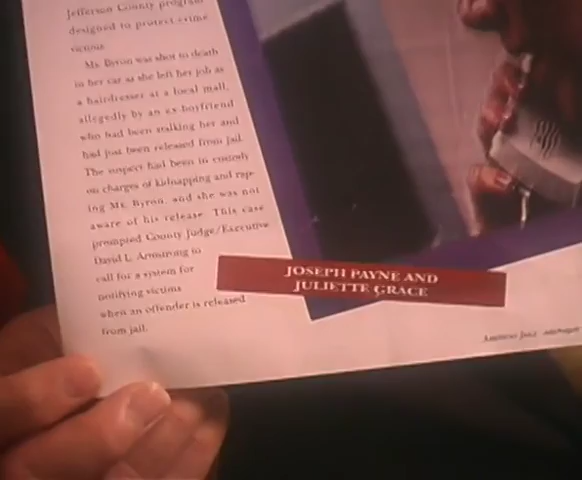 Jefferson County program
designed to protect crime
victims.
Ms. Byron was shot to death
in her car as she left her job as
a hairdresser at a local mall,
allegedly by an ex-boyfriend
who had been stalking her and
had just been released from jail.
The suspect had been in custody
on charges of kidnapping and rap-
ing Ms. Byron, and she was not
aware of his release. This case
prompted County Judge/Executive
David L. Armstrong to
call for a system for
notifying victims
when an offender is released
from jail.
JOSEPH PAYNE AND
JULIETTE GRACE